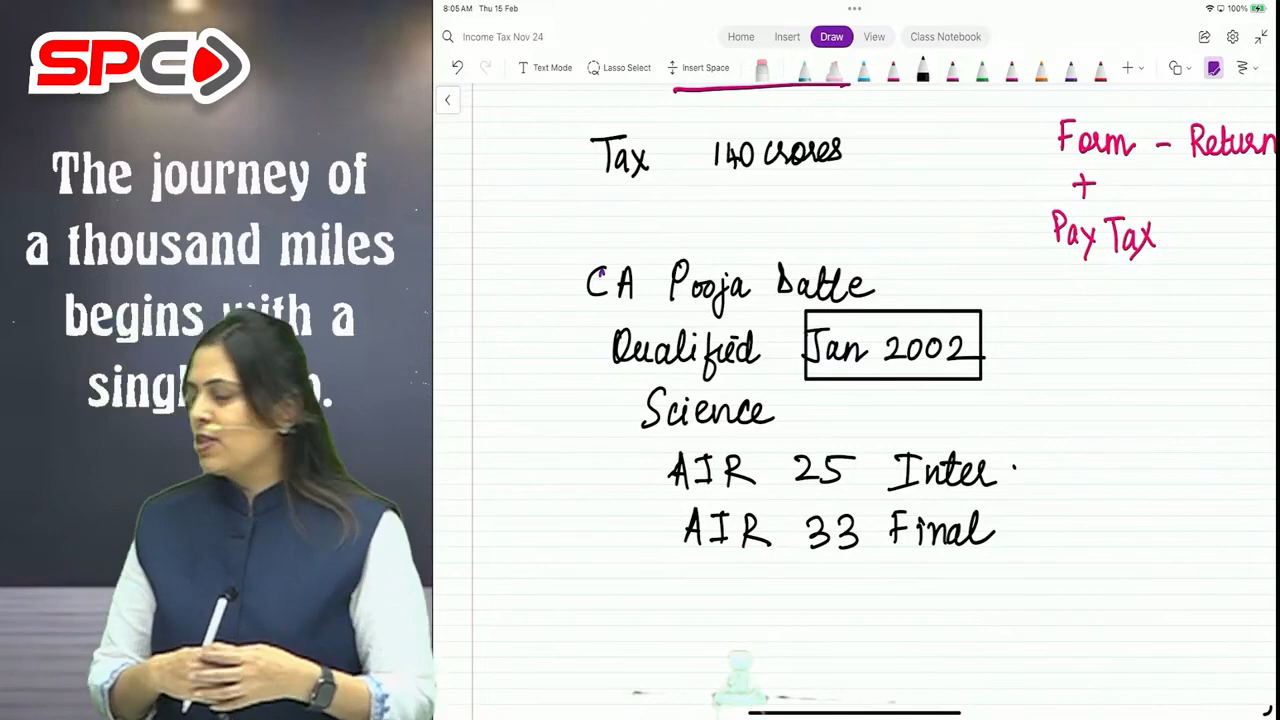 SPC
The journey of
a thousand miles
begins with a
8:05 AM Thu 15 Feb
100%
Income Tax Nov 24
Home Insert Draw View Class Notebook
Text Mode Lasso Select Insert Space
Tax 140 crores
Form - Return
+
Pay Tax
CA Pooja Datte
Qualified Jan 2002
Science
AIR 25 Inter
AIR 33 Final